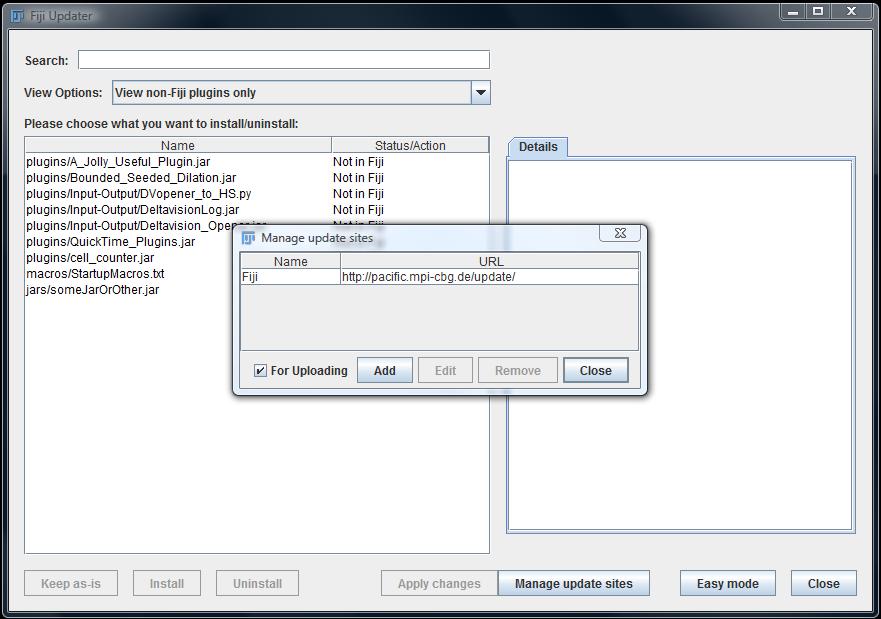 Fiji Updater
Search:
View Options: View non-Fiji plugins only
Please choose what you want to install/uninstall:
Name Status/Action
plugins/A_Jolly_Useful_Plugin.jar Not in Fiji
plugins/Bounded_Seeded_Dilation.jar Not in Fiji
plugins/Input-Output/DVopener_to_HS.py Not in Fiji
plugins/Input-Output/DeltavisionLog.jar Not in Fiji
plugins/Input-Output/Deltavision_Opener.jar Not in Fiji
plugins/QuickTime_Plugins.jar
plugins/cell_counter.jar
macros/StartupMacros.txt
jars/someJarOrOther.jar
Details
Manage update sites
Name URL
Fiji http://pacific.mpi-cbg.de/update/
For Uploading Add Edit Remove Close
Keep as-is Install Uninstall Apply changes Manage update sites Easy mode Close